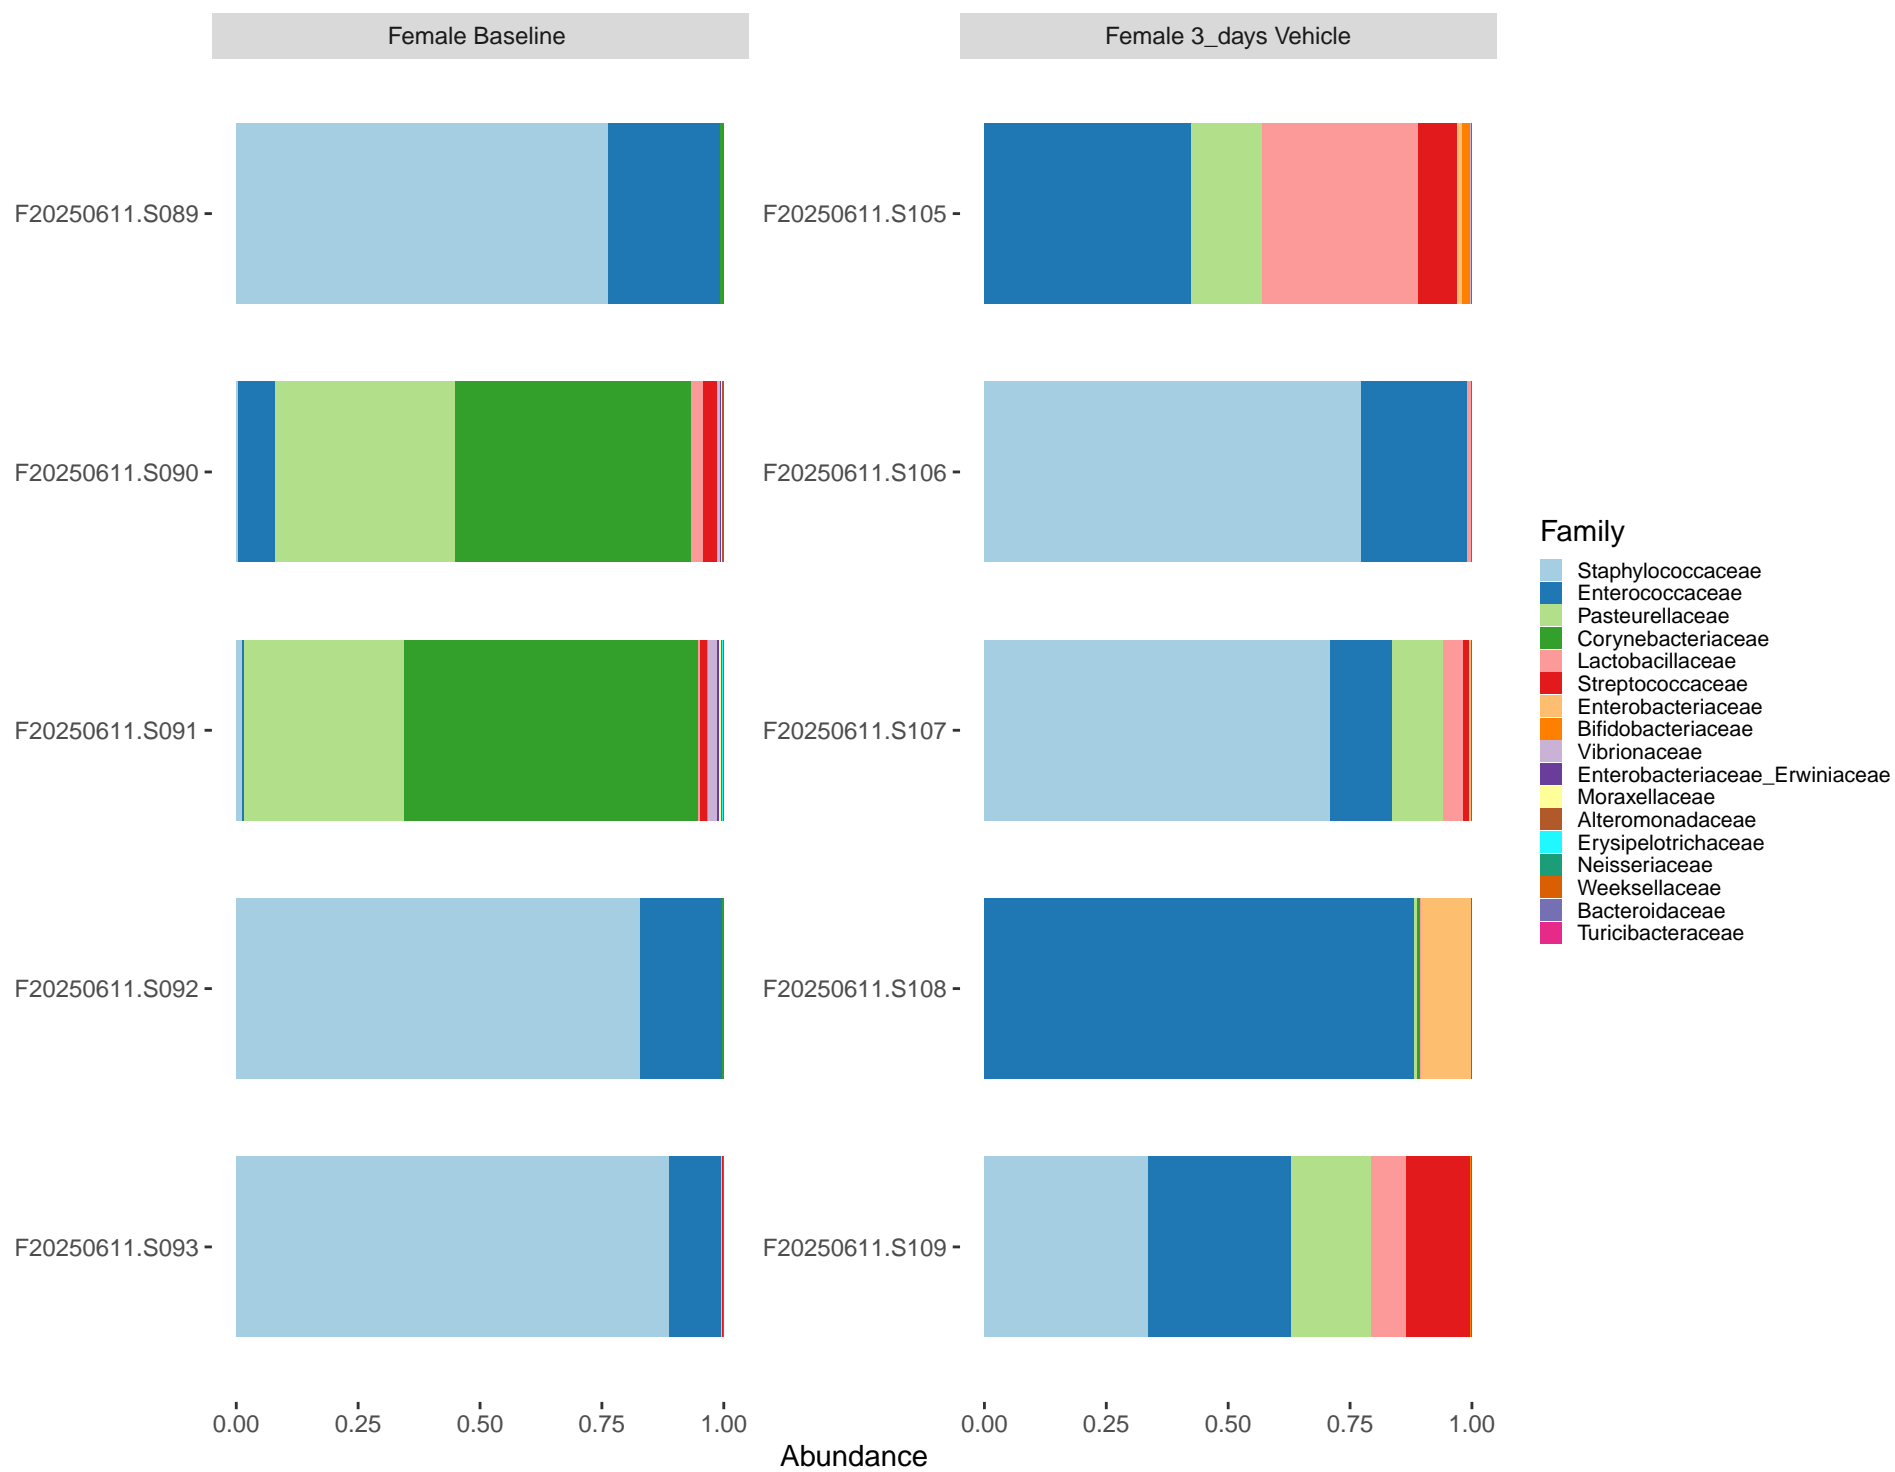 Female Baseline
Female 3_days Vehicle
F20250611.S089
F20250611.S105
F20250611.S090
F20250611.S106
F20250611.S091
F20250611.S107
F20250611.S092
F20250611.S108
F20250611.S093
F20250611.S109
0.00 0.25 0.50 0.75 1.00
0.00 0.25 0.50 0.75 1.00
Abundance
Family
Staphylococcaceae
Enterococcaceae
Pasteurellaceae
Corynebacteriaceae
Lactobacillaceae
Streptococcaceae
Enterobacteriaceae
Bifidobacteriaceae
Vibrionaceae
Enterobacteriaceae_Erwiniaceae
Moraxellaceae
Alteromonadaceae
Erysipelotrichaceae
Neisseriaceae
Weeksellaceae
Bacteroidaceae
Turicibacteraceae